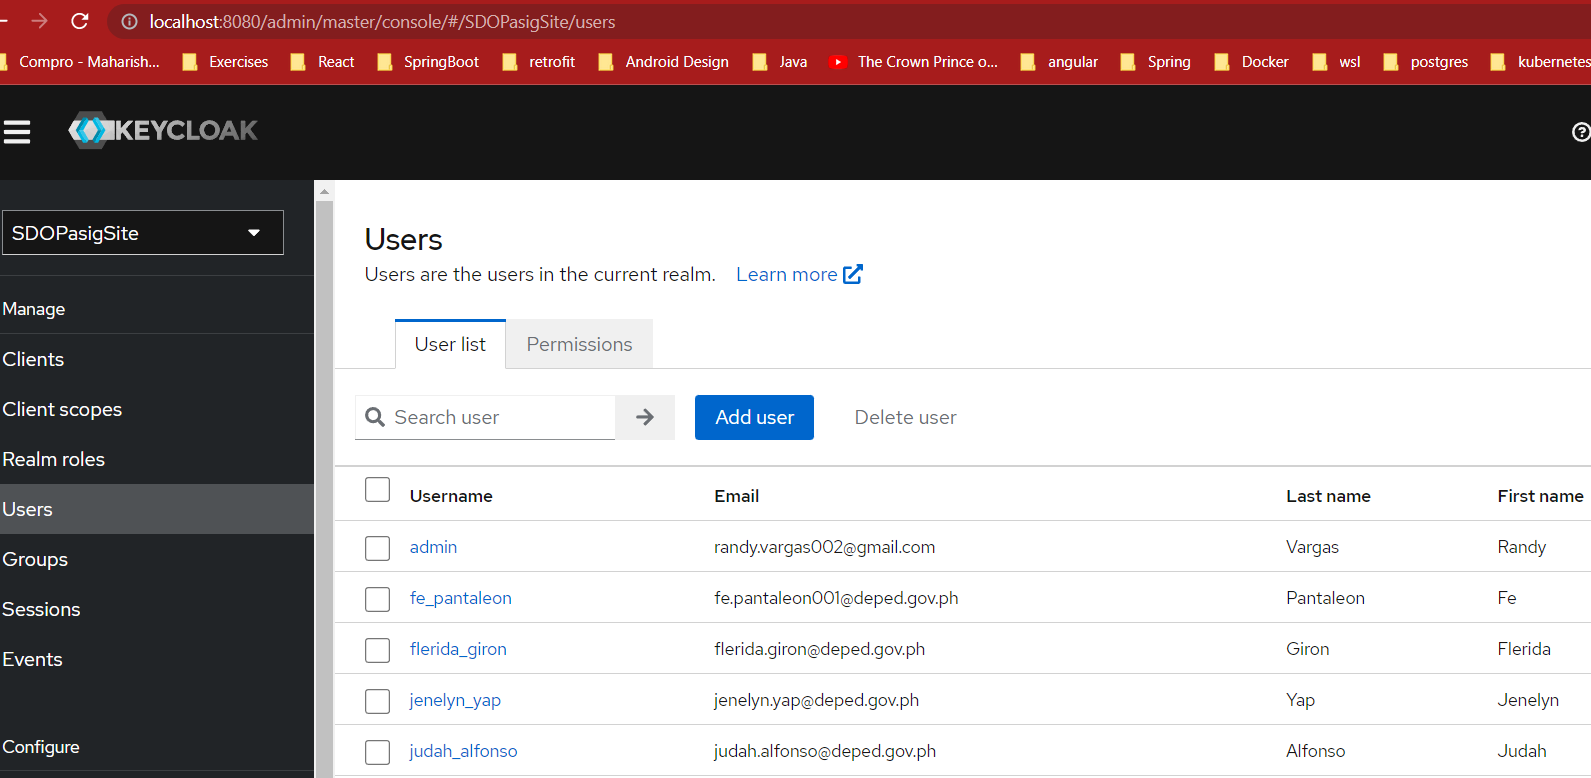 localhost:8080/admin/master/console/#/SDOPasigSite/users
Compro - Maharish... Exercises React SpringBoot retrofit Android Design Java The Crown Prince o... angular Spring Docker wsl postgres kubernetes
KEYCLOAK
SDOPasigSite
Manage
Clients
Client scopes
Realm roles
Users
Groups
Sessions
Events
Configure
Users
Users are the users in the current realm. Learn more
User list Permissions
Search user Add user Delete user
Username Email Last name First name
admin randy.vargas002@gmail.com Vargas Randy
fe_pantaleon fe.pantaleon001@deped.gov.ph Pantaleon Fe
flerida_giron flerida.giron@deped.gov.ph Giron Flerida
jenelyn_yap jenelyn.yap@deped.gov.ph Yap Jenelyn
judah_alfonso judah.alfonso@deped.gov.ph Alfonso Judah